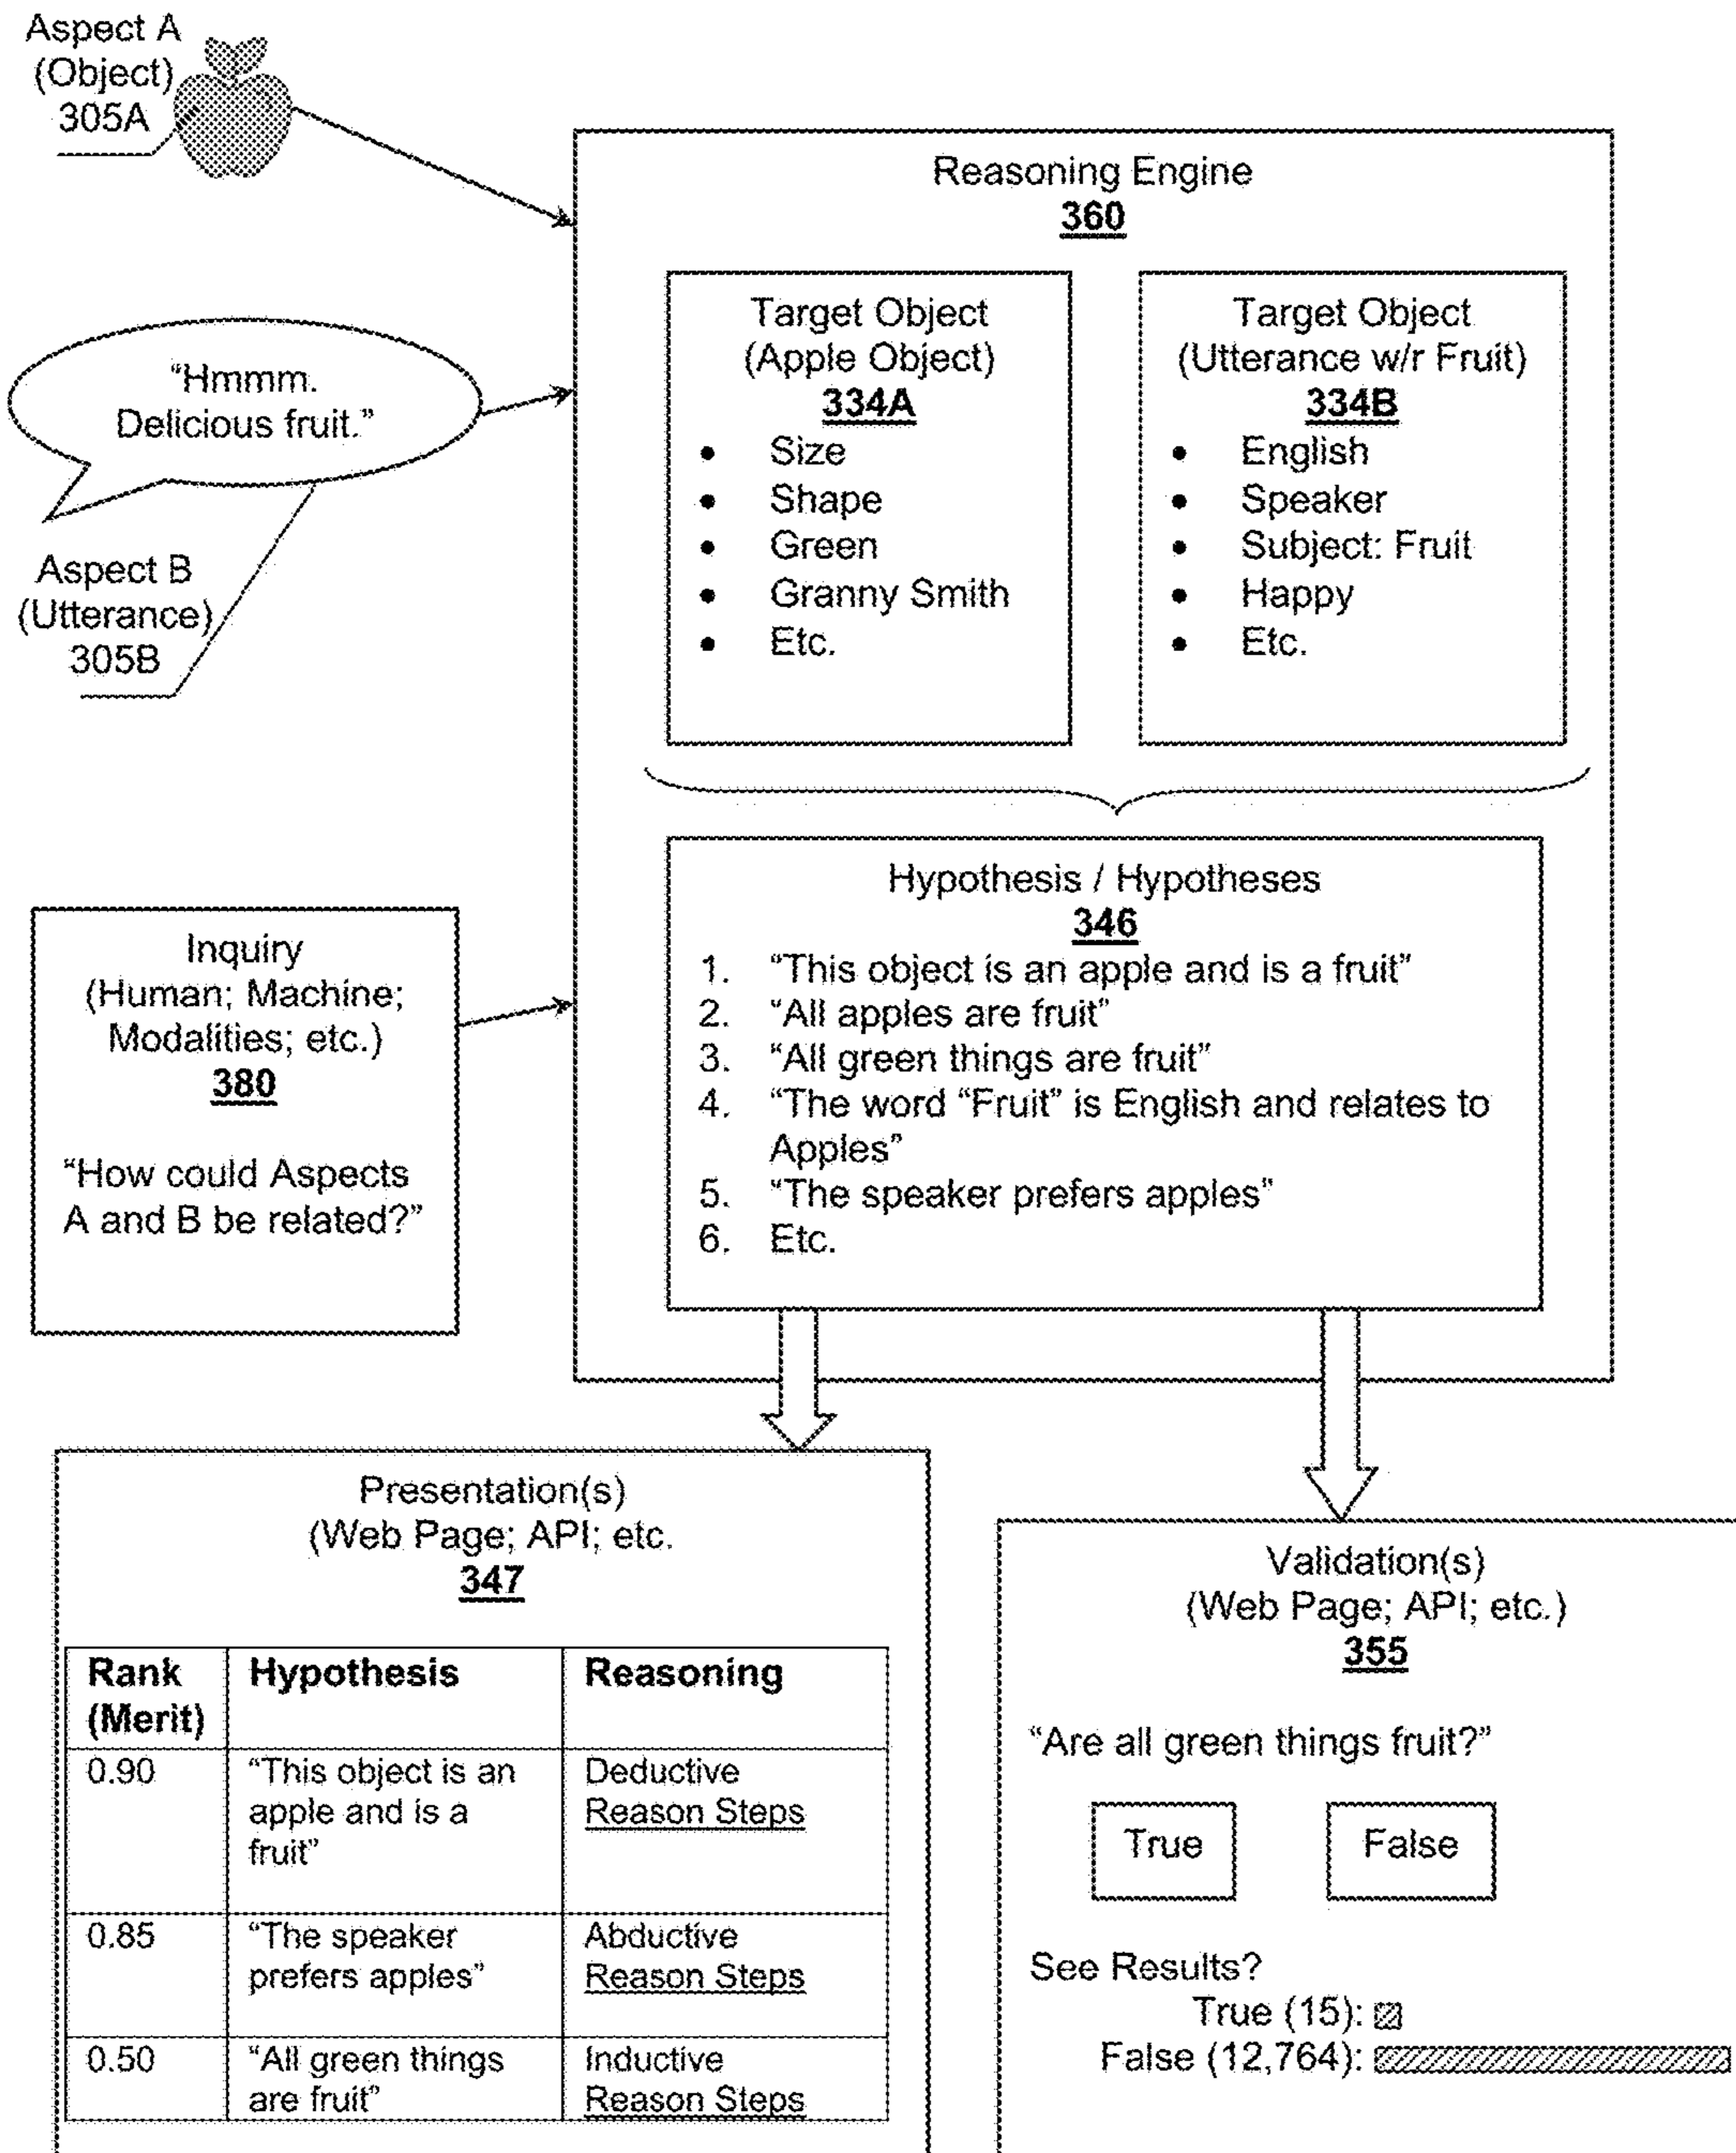 Aspect A
(Object)
305A
Reasoning Engine
360
Target Object
(Apple Object)
334A
• Size
• Shape
• Green
• Granny Smith
• Etc.
Target Object
(Utterance w/r Fruit)
334B
• English
• Speaker
• Subject: Fruit
• Happy
• Etc.
“Hmmm.
Delicious fruit.”
Aspect B
(Utterance)
305B
Hypothesis / Hypotheses
346
1. “This object is an apple and is a fruit”
2. “All apples are fruit”
3. “All green things are fruit”
4. “The word “Fruit” is English and relates to
Apples”
5. “The speaker prefers apples”
6. Etc.
Inquiry
(Human; Machine;
Modalities; etc.)
380
“How could Aspects
A and B be related?”
Presentation(s)
(Web Page; API; etc.
347
Rank
(Merit)
Hypothesis
Reasoning
0.90
“This object is an
apple and is a
fruit”
Deductive
Reason Steps
0.85
“The speaker
prefers apples”
Abductive
Reason Steps
0.50
“All green things
are fruit”
Inductive
Reason Steps
Validation(s)
(Web Page; API; etc.)
355
“Are all green things fruit?”
True
False
See Results?
True (15):
False (12,764):